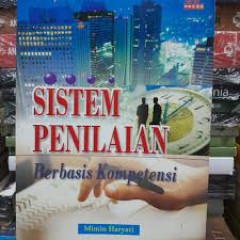 SISTEM
PENILAIAN
Berbasis Kompetensi
Mimin Haryati